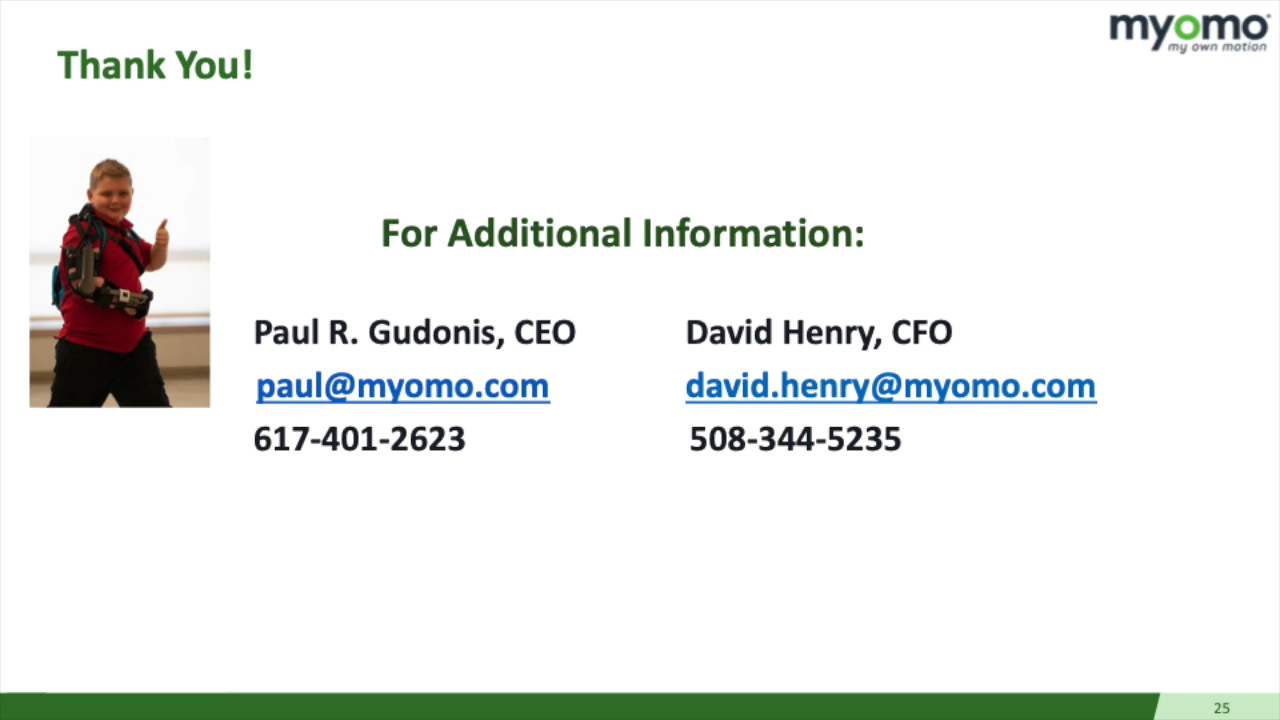 myomo
my own motion
Thank You!
For Additional Information:
Paul R. Gudonis, CEO
paul@myomo.com
617-401-2623
David Henry, CFO
david.henry@myomo.com
508-344-5235
25